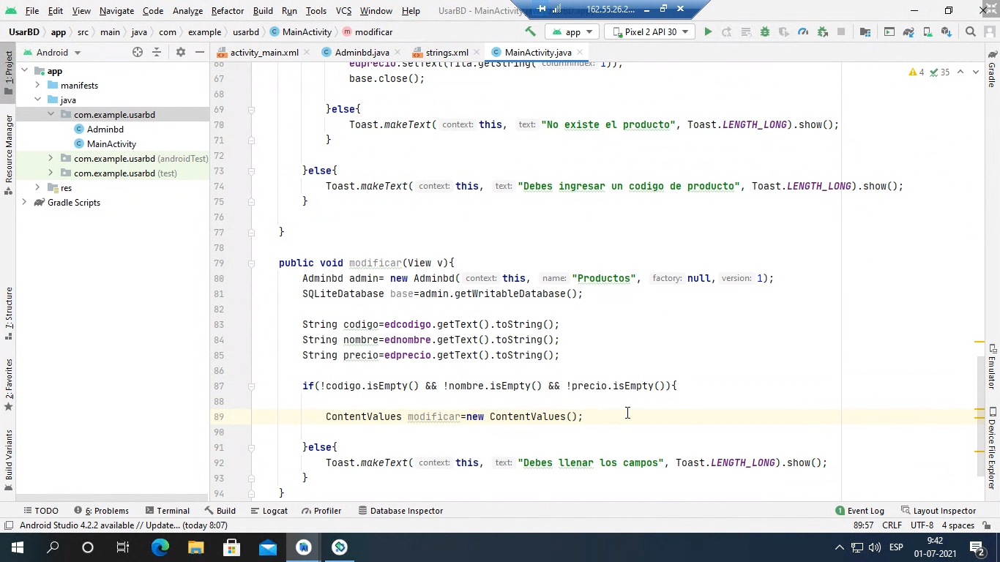 File Edit View Navigate Code Analyze Refactor Build Run Tools VCS Window Help UsarBD - MainActivity
162.55.26.2...
UsarBD app src main java com example usarbd MainActivity modificar
app Pixel 2 API 30
Android
activity_main.xml Adminbd.java strings.xml MainActivity.java
1: Project
Resource Manager
7: Structure
2: Favorites
Build Variants
app
manifests
java
com.example.usarbd
Adminbd
MainActivity
com.example.usarbd (androidTest)
com.example.usarbd (test)
res
Gradle Scripts
4 35
66 edprecio.setText(fila.getString( columnIndex: 1));
67 base.close();
68
69 }else{
70 Toast.makeText( context: this, text: "No existe el producto", Toast.LENGTH_LONG).show();
71 }
72
73 }else{
74 Toast.makeText( context: this, text: "Debes ingresar un codigo de producto", Toast.LENGTH_LONG).show();
75 }
76
77 }
78
79 public void modificar(View v){
80 Adminbd admin= new Adminbd( context: this, name: "Productos", factory: null, version: 1);
81 SQLiteDatabase base=admin.getWritableDatabase();
82
83 String codigo=edcodigo.getText().toString();
84 String nombre=ednombre.getText().toString();
85 String precio=edprecio.getText().toString();
86
87 if(!codigo.isEmpty() && !nombre.isEmpty() && !precio.isEmpty()){
88
89 ContentValues modificar=new ContentValues();
90
91 }else{
92 Toast.makeText( context: this, text: "Debes llenar los campos", Toast.LENGTH_LONG).show();
93 }
94 }
Gradle
Emulator
Device File Explorer
TODO 6: Problems Terminal Build Logcat Profiler Database Inspector 1 Event Log Layout Inspector
Android Studio 4.2.2 available // Update... (today 8:07) 89:57 CRLF UTF-8 4 spaces
ESP
9:42
01-07-2021
2